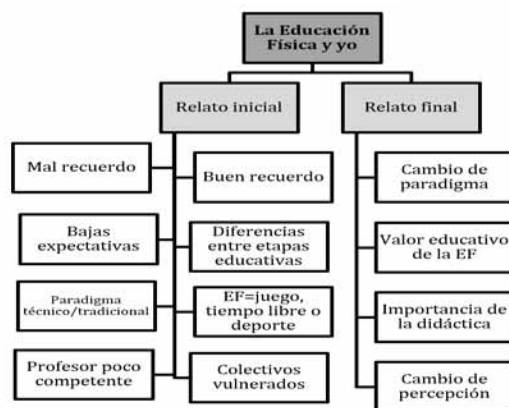 La Educación
Física y yo
Relato inicial
Relato final
Mal recuerdo
Buen recuerdo
Cambio de
paradigma
Bajas
expectativas
Diferencias
entre etapas
educativas
Valor educativo
de la EF
Paradigma
técnico/tradicional
EF=juego,
tiempo libre o
deporte
Importancia de
la didáctica
Profesor poco
competente
Colectivos
vulnerados
Cambio de
percepción